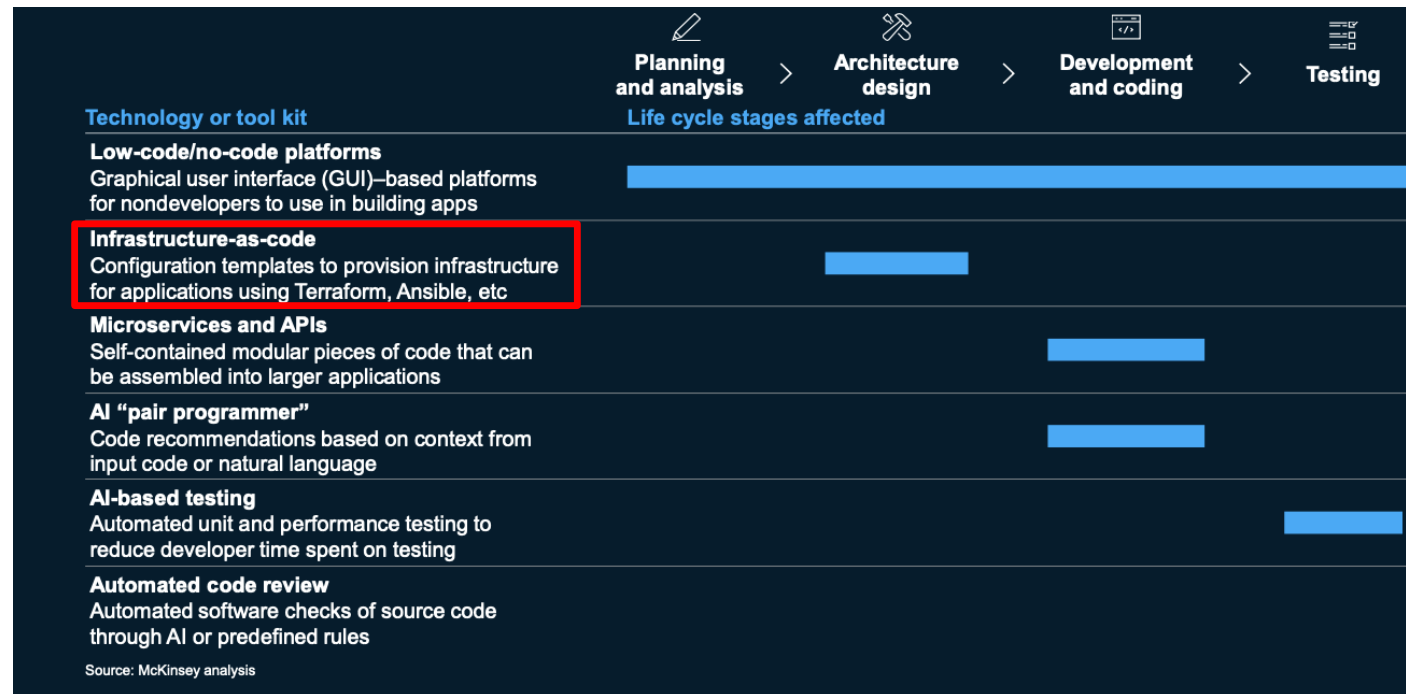 Planning
and analysis
Architecture
design
Development
and coding
Testing
Technology or tool kit
Life cycle stages affected
Low-code/no-code platforms
Graphical user interface (GUI)–based platforms
for nondevelopers to use in building apps
Infrastructure-as-code
Configuration templates to provision infrastructure
for applications using Terraform, Ansible, etc
Microservices and APIs
Self-contained modular pieces of code that can
be assembled into larger applications
AI “pair programmer”
Code recommendations based on context from
input code or natural language
AI-based testing
Automated unit and performance testing to
reduce developer time spent on testing
Automated code review
Automated software checks of source code
through AI or predefined rules
Source: McKinsey analysis